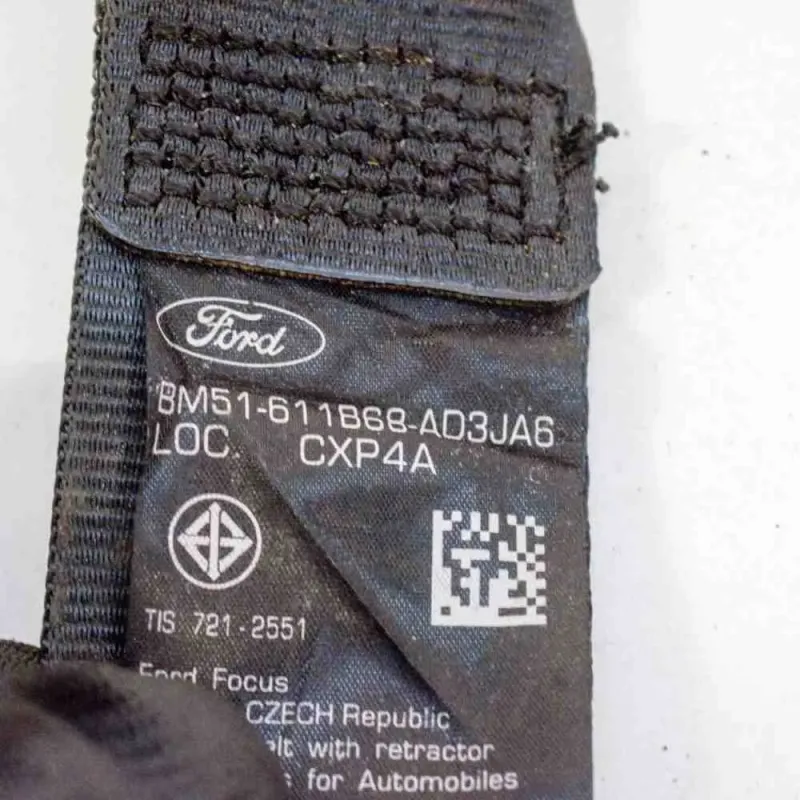 Ford
BM51-611B68-AD3JA6
LOC. CXP4A
TIS 721-2551
Ford Focus
CZECH Republic
with retractor
for Automobiles